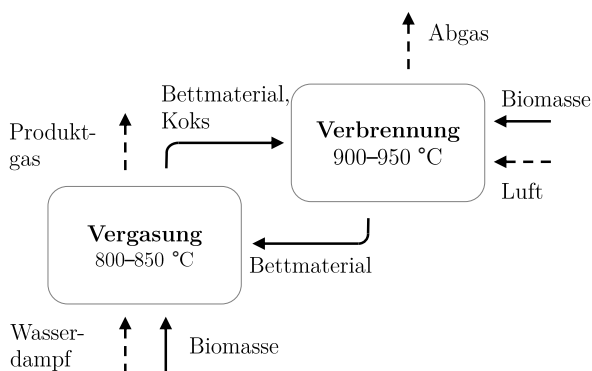 Abgas
Bettmaterial,
Koks
Biomasse
Produkt-
gas
Verbrennung
900–950 °C
Luft
Vergasung
800–850 °C
Bettmaterial
Wasser-
dampf
Biomasse